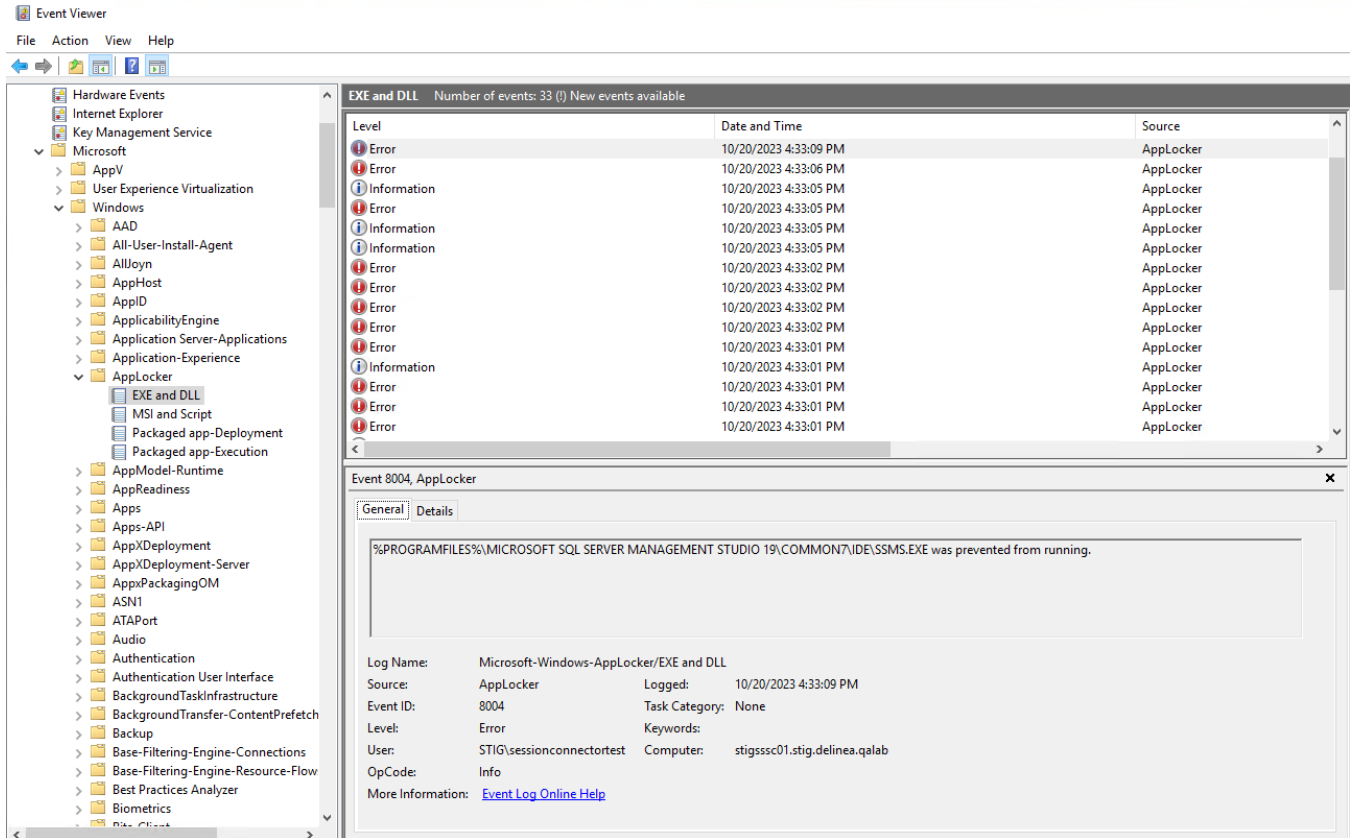 Event Viewer
File Action View Help
Hardware Events
Internet Explorer
Key Management Service
Microsoft
AppV
User Experience Virtualization
Windows
AAD
All-User-Install-Agent
AllJoyn
AppHost
AppID
ApplicabilityEngine
Application Server-Applications
Application-Experience
AppLocker
EXE and DLL
MSI and Script
Packaged app-Deployment
Packaged app-Execution
AppModel-Runtime
AppReadiness
Apps
Apps-API
AppXDeployment
AppXDeployment-Server
AppxPackagingOM
ASN1
ATAPort
Audio
Authentication
Authentication User Interface
BackgroundTaskInfrastructure
BackgroundTransfer-ContentPrefetch
Backup
Base-Filtering-Engine-Connections
Base-Filtering-Engine-Resource-Flow
Best Practices Analyzer
Biometrics
EXE and DLL Number of events: 33 (!) New events available
Level Date and Time Source
Error 10/20/2023 4:33:09 PM AppLocker
Error 10/20/2023 4:33:06 PM AppLocker
Information 10/20/2023 4:33:05 PM AppLocker
Error 10/20/2023 4:33:05 PM AppLocker
Information 10/20/2023 4:33:05 PM AppLocker
Information 10/20/2023 4:33:05 PM AppLocker
Error 10/20/2023 4:33:02 PM AppLocker
Error 10/20/2023 4:33:02 PM AppLocker
Error 10/20/2023 4:33:02 PM AppLocker
Error 10/20/2023 4:33:02 PM AppLocker
Error 10/20/2023 4:33:01 PM AppLocker
Information 10/20/2023 4:33:01 PM AppLocker
Error 10/20/2023 4:33:01 PM AppLocker
Error 10/20/2023 4:33:01 PM AppLocker
Error 10/20/2023 4:33:01 PM AppLocker
Event 8004, AppLocker
General Details
%PROGRAMFILES%\MICROSOFT SQL SERVER MANAGEMENT STUDIO 19\COMMON7\IDE\SSMS.EXE was prevented from running.
Log Name: Microsoft-Windows-AppLocker/EXE and DLL
Source: AppLocker Logged: 10/20/2023 4:33:09 PM
Event ID: 8004 Task Category: None
Level: Error Keywords:
User: STIG\sessionconnectortest Computer: stigsssc01.stig.delinea.qalab
OpCode: Info
More Information: Event Log Online Help